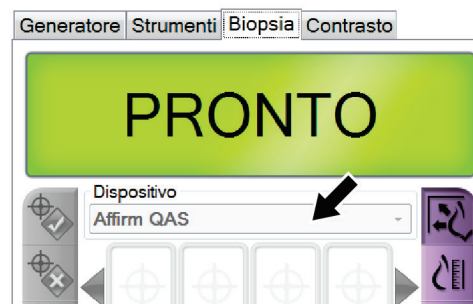 Generatore Strumenti Biopsia Contrasto
PRONTO
Dispositivo
Affirm QAS